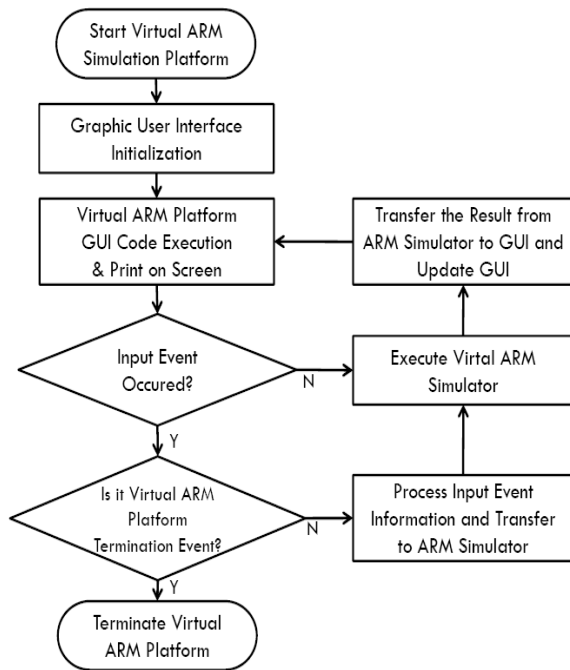 Start Virtual ARM
Simulation Platform
Graphic User Interface
Initialization
Virtual ARM Platform
GUI Code Execution
& Print on Screen
Transfer the Result from
ARM Simulator to GUI and
Update GUI
Input Event
Occured?
N
Execute Virtal ARM
Simulator
Y
Is it Virtual ARM
Platform
Termination Event?
N
Process Input Event
Information and Transfer
to ARM Simulator
Y
Terminate Virtual
ARM Platform